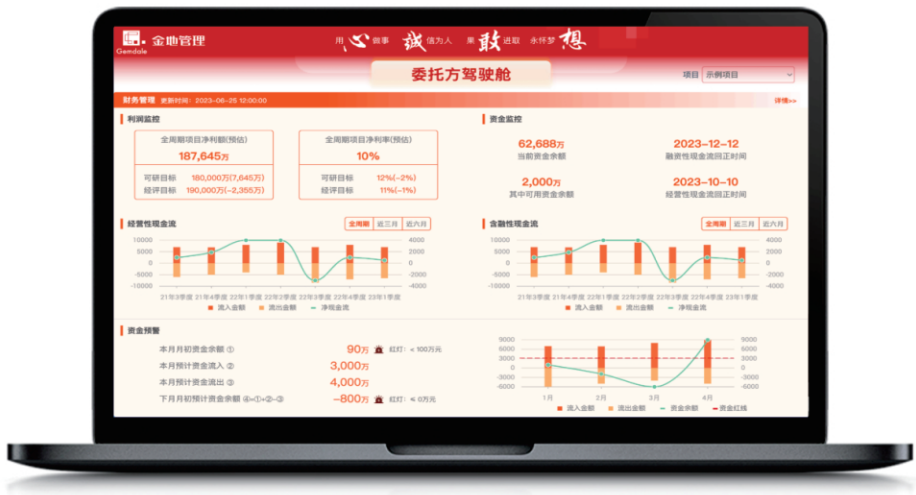 金地管理
Gemdale
用心做事 诚信为人 果敢进取 永怀梦想
委托方驾驶舱
项目 示例项目
财务管理 更新时间：2023-06-25 12:00:00 详情>>
利润监控
全周期项目净利额(预估)
187,645万
可研目标 180,000万(7,645万)
经评目标 190,000万(-2,355万)
全周期项目净利率(预估)
10%
可研目标 12%(-2%)
经评目标 11%(-1%)
资金监控
62,688万
当前资金余额
2023-12-12
融资性现金流回正时间
2,000万
其中可用资金余额
2023-10-10
经营性现金流回正时间
经营性现金流
全周期 近三月 近六月
10000 4000
5000 2000
0 0
-5000 -2000
-10000 -4000
21年3季度 21年4季度 22年1季度 22年2季度 22年3季度 22年4季度 23年1季度
流入金额 流出金额 净现金流
含融性现金流
全周期 近三月 近六月
10000 4000
5000 2000
0 0
-5000 -2000
-10000 -4000
21年3季度 21年4季度 22年1季度 22年2季度 22年3季度 22年4季度 23年1季度
流入金额 流出金额 净现金流
资金预警
本月月初资金余额 ① 90万 红灯：< 100万元
本月预计资金流入 ② 3,000万
本月预计资金流出 ③ 4,000万
下月月初预计资金余额 ④=①+②-③ -800万 红灯：≤ 0万元
9000 9000
6000 6000
3000 3000
0 0
-3000 -3000
-6000 -6000
1月 2月 3月 4月
流入金额 流出金额 资金余额 资金红线